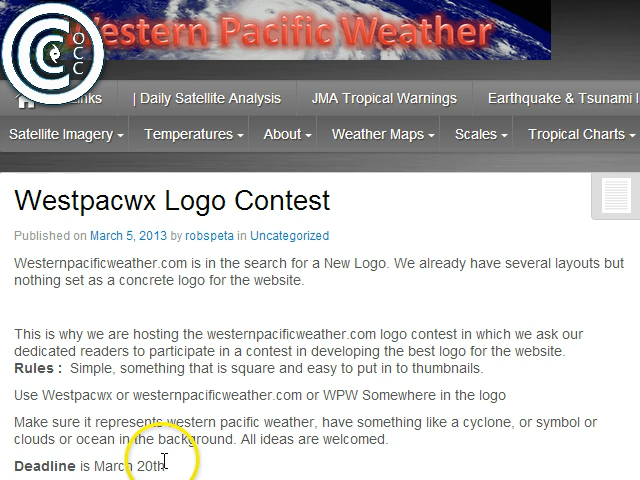 Western Pacific Weather
OCC
Links
| Daily Satellite Analysis
JMA Tropical Warnings
Earthquake & Tsunami
Satellite Imagery
Temperatures
About
Weather Maps
Scales
Tropical Charts
Westpacwx Logo Contest
Published on March 5, 2013 by robspeta in Uncategorized
Westernpacificweather.com is in the search for a New Logo. We already have several layouts but
nothing set as a concrete logo for the website.
This is why we are hosting the westernpacificweather.com logo contest in which we ask our
dedicated readers to participate in a contest in developing the best logo for the website.
Rules : Simple, something that is square and easy to put in to thumbnails.
Use Westpacwx or westernpacificweather.com or WPW Somewhere in the logo
Make sure it represents western pacific weather, have something like a cyclone, or symbol or
clouds or ocean in the background. All ideas are welcomed.
Deadline is March 20th